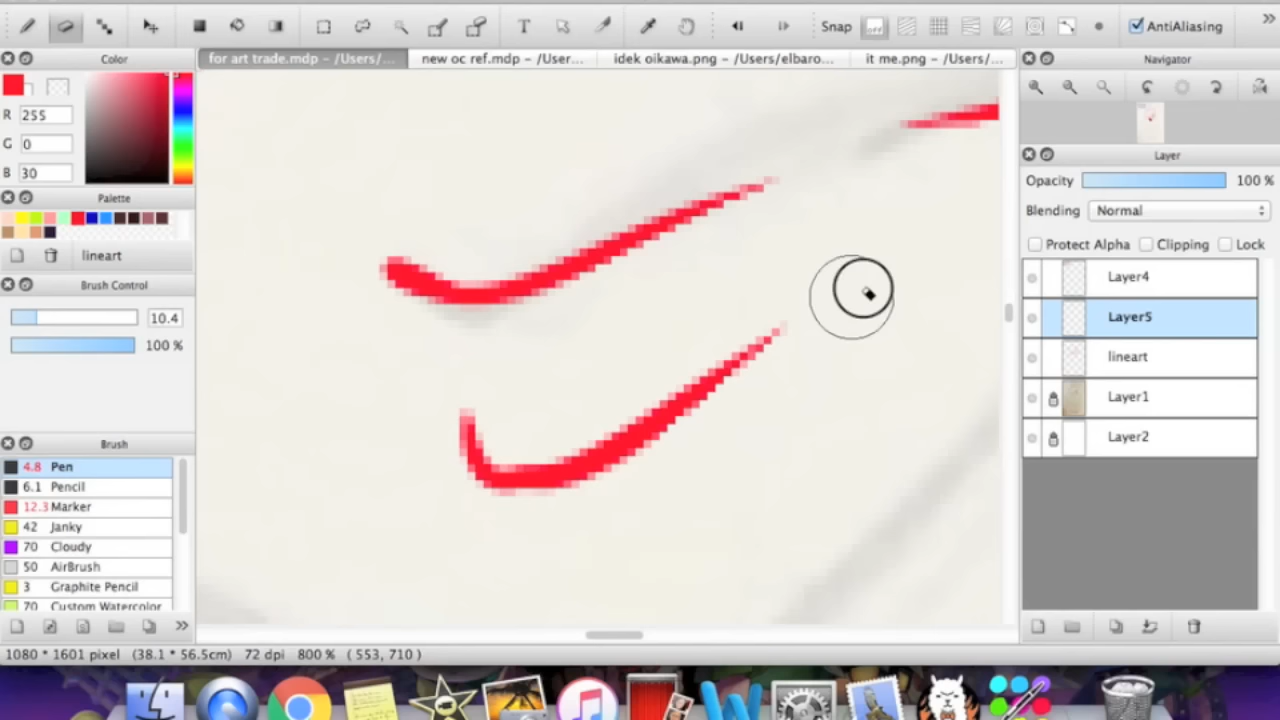 Snap off AntiAliasing »
Color
for art trade.mdp – /Users/...
new oc ref.mdp – /User...
idek oikawa.png – /Users/elbaro...
it me.png – /Users/...
Navigator
R 255
G 0
B 30
Palette
lineart
Brush Control
10.4
100 %
Brush
4.8 Pen
6.1 Pencil
12.3 Marker
42 Janky
70 Cloudy
50 AirBrush
3 Graphite Pencil
70 Custom Watercolor
»
Layer
Opacity 100 %
Blending Normal
Protect Alpha Clipping Lock
Layer4
Layer5
lineart
Layer1
Layer2
1080 * 1601 pixel (38.1 * 56.5cm) 72 dpi 800 % ( 553, 710 )